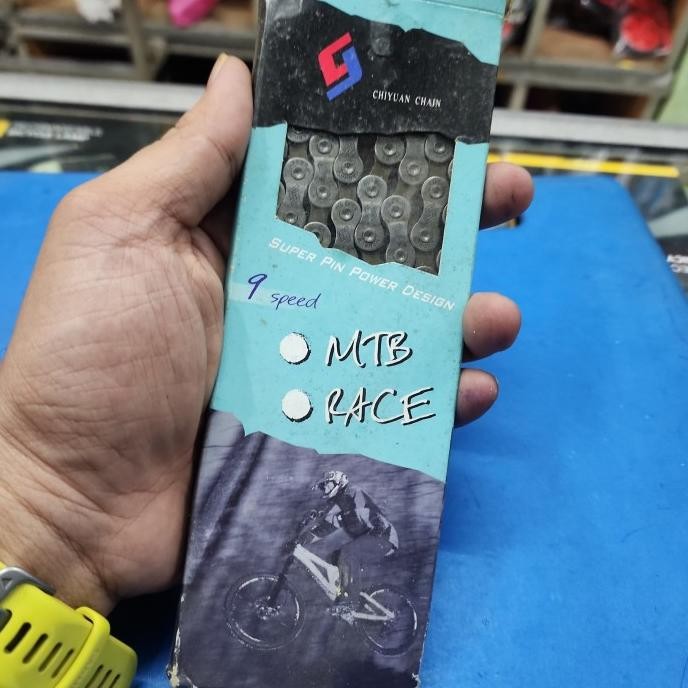 CHIYUAN CHAIN
SUPER PIN POWER DESIGN
9 speed
MTB
RACE